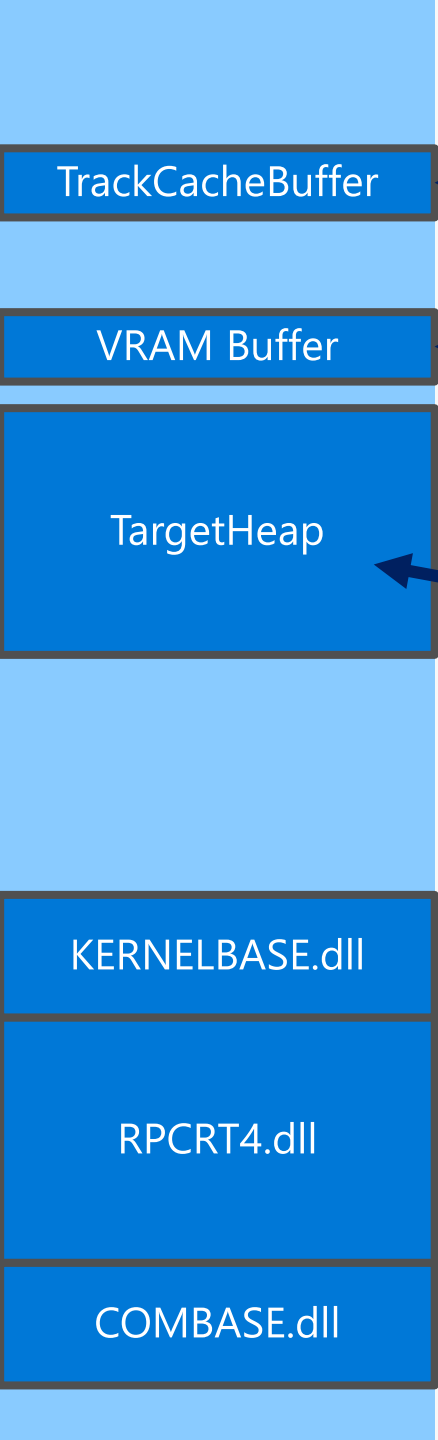 TrackCacheBuffer
VRAM Buffer
TargetHeap
KERNELBASE.dll
RPCRT4.dll
COMBASE.dll